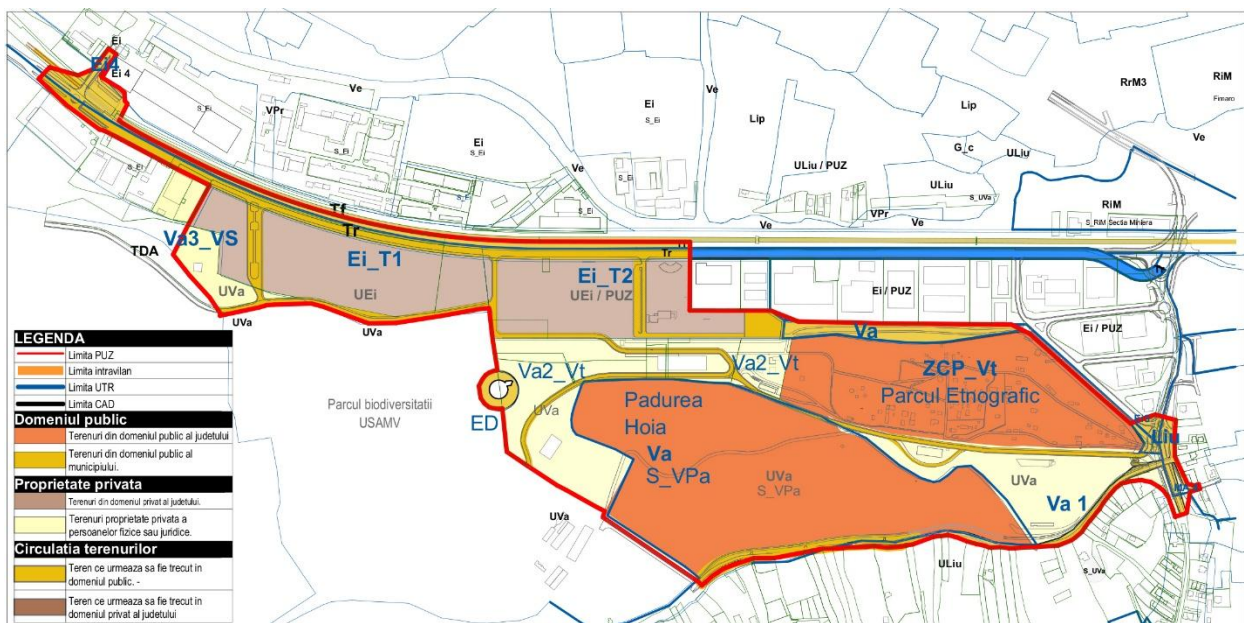 Ei
Ei4
Ei 4
S_Ei
Ve
VPr
S_Ei
Ei
S_Ei
Ve
Ei
S_Ei
S_Ei
Ve
Lip
Lip
G_c
ULiu
RrM3
RiM
Fimaro
Ve
ULiu / PUZ
ULiu
S_UVa
VPr
Ve
Ve
RiM
S_RiM Sectia Miniera
S_Ei
S_Ei
S_Ei
Tf
Tr
Tr
TDA
Va3_VS
UVa
UVa
Ei_T1
UEi
UVa
Ei_T2
UEi / PUZ
Ei / PUZ
Ei / PUZ
Va
Va2_Vt
Va2_Vt
UVa
ED
Parcul biodiversitatii
USAMV
Padurea
Hoia
Va
S_VPa
UVa
S_VPa
ZCP_Vt
Parcul Etnografic
Liu
UVa
Va 1
UVa
ULiu
S_UVa
LEGENDA
Limita PUZ
Limita intravilan
Limita UTR
Limita CAD
Domeniul public
Terenuri din domeniul public al judetului
Terenuri din domeniul public al
municipiului.
Proprietate privata
Terenuri din domeniul privat al judetului.
Terenuri proprietate privata a
persoanelor fizice sau juridice.
Circulatia terenurilor
Teren ce urmeaza sa fie trecut in
domeniul public. -
Teren ce urmeaza sa fie trecut in
domeniul privat al judetului